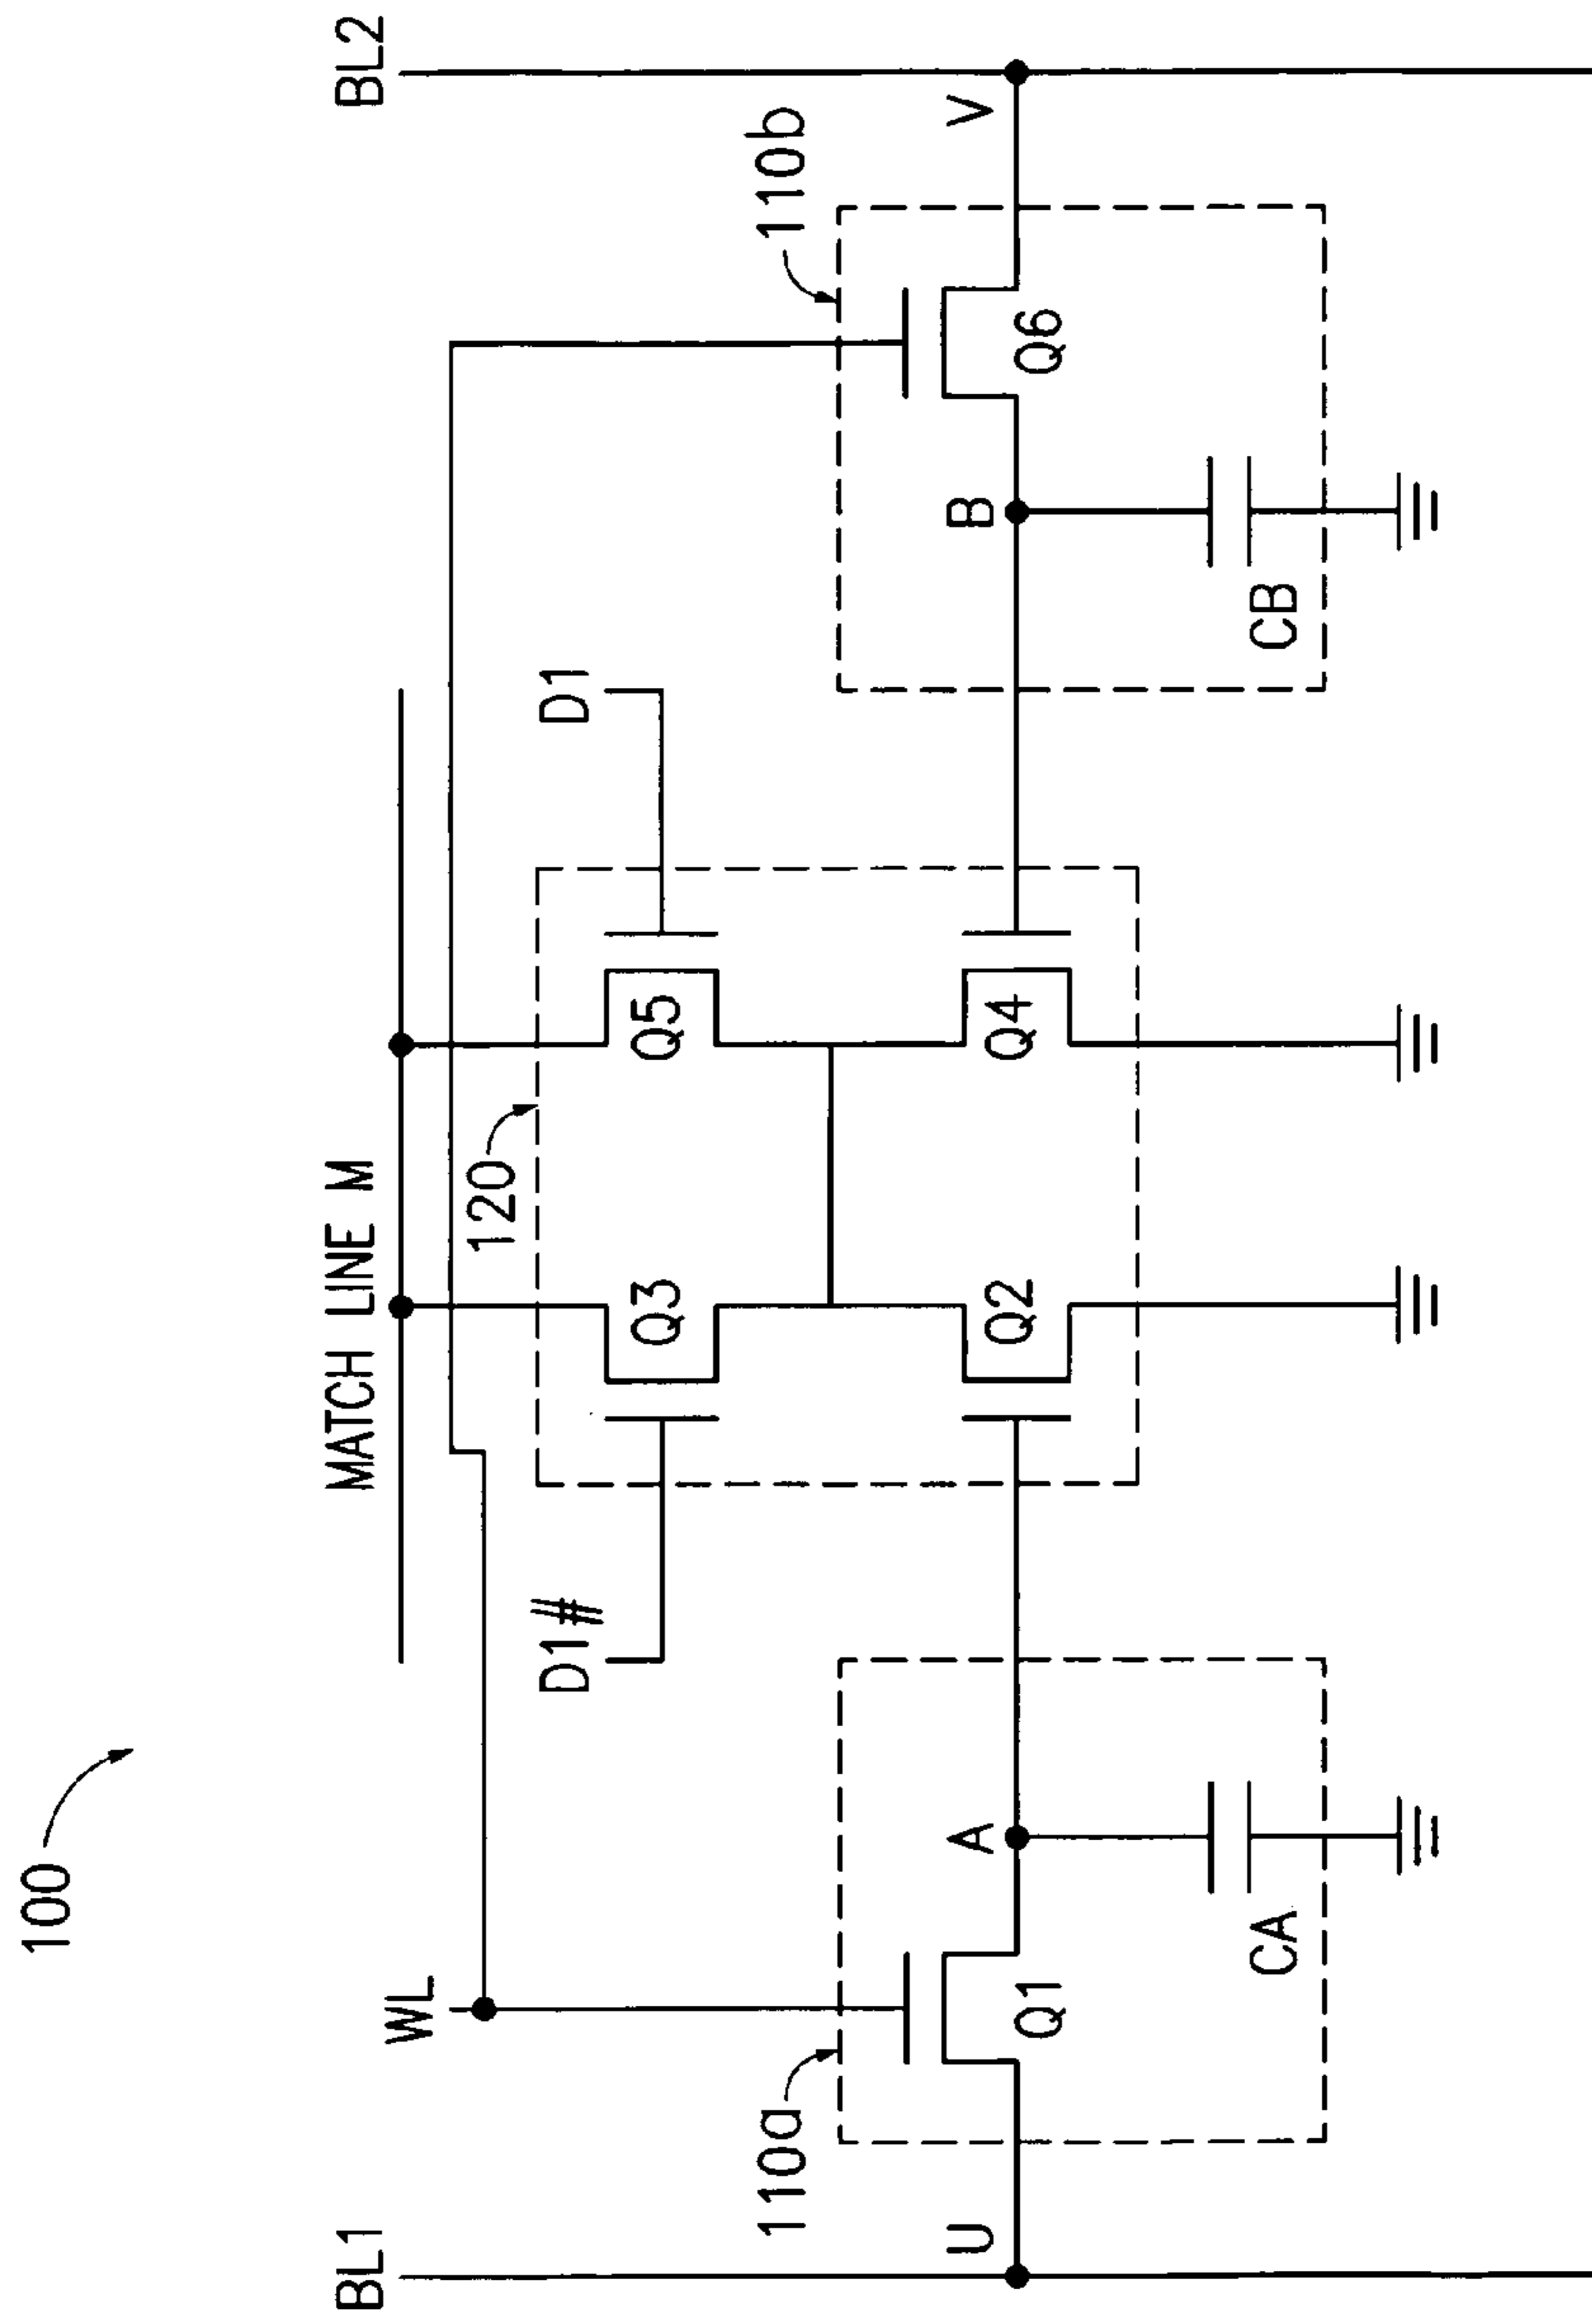 100
BL1
WL
MATCH LINE M
BL2
D1#
120
D1
Q3
Q5
110a
110b
U
A
Q2
Q4
B
V
Q1
Q6
CA
CB